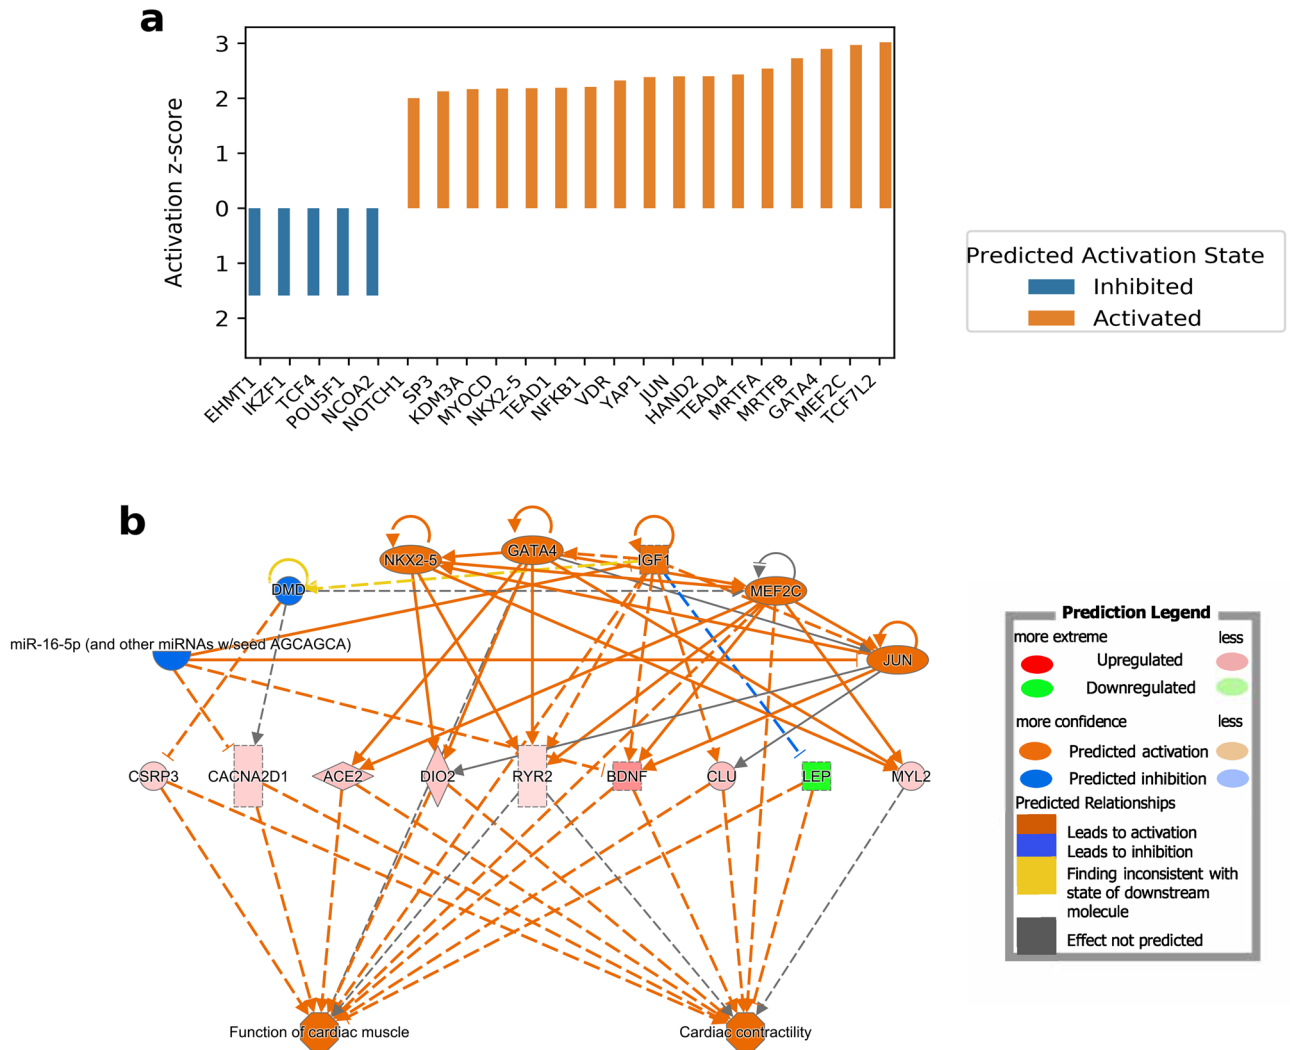 a
Activation z-score
3
2
1
0
1
2
EHMT1
IKZF1
TCF4
POU5F1
NCOA2
NOTCH1
SP3
KDM3A
MYOCD
NKX2-5
TEAD1
NFKB1
VDR
YAP1
JUN
HAND2
TEAD4
MRTFA
MRTFB
GATA4
MEF2C
TCF7L2
Predicted Activation State
Inhibited
Activated
b
NKX2-5
GATA4
IGF1
DMD
MEF2C
miR-16-5p (and other miRNAs w/seed AGCAGCA)
JUN
CSRP3
CACNA2D1
ACE2
DIO2
RYR2
BDNF
CLU
LEP
MYL2
Function of cardiac muscle
Cardiac contractility
Prediction Legend
more extreme less
Upregulated
Downregulated
more confidence less
Predicted activation
Predicted inhibition
Predicted Relationships
Leads to activation
Leads to inhibition
Finding inconsistent with
state of downstream
molecule
Effect not predicted